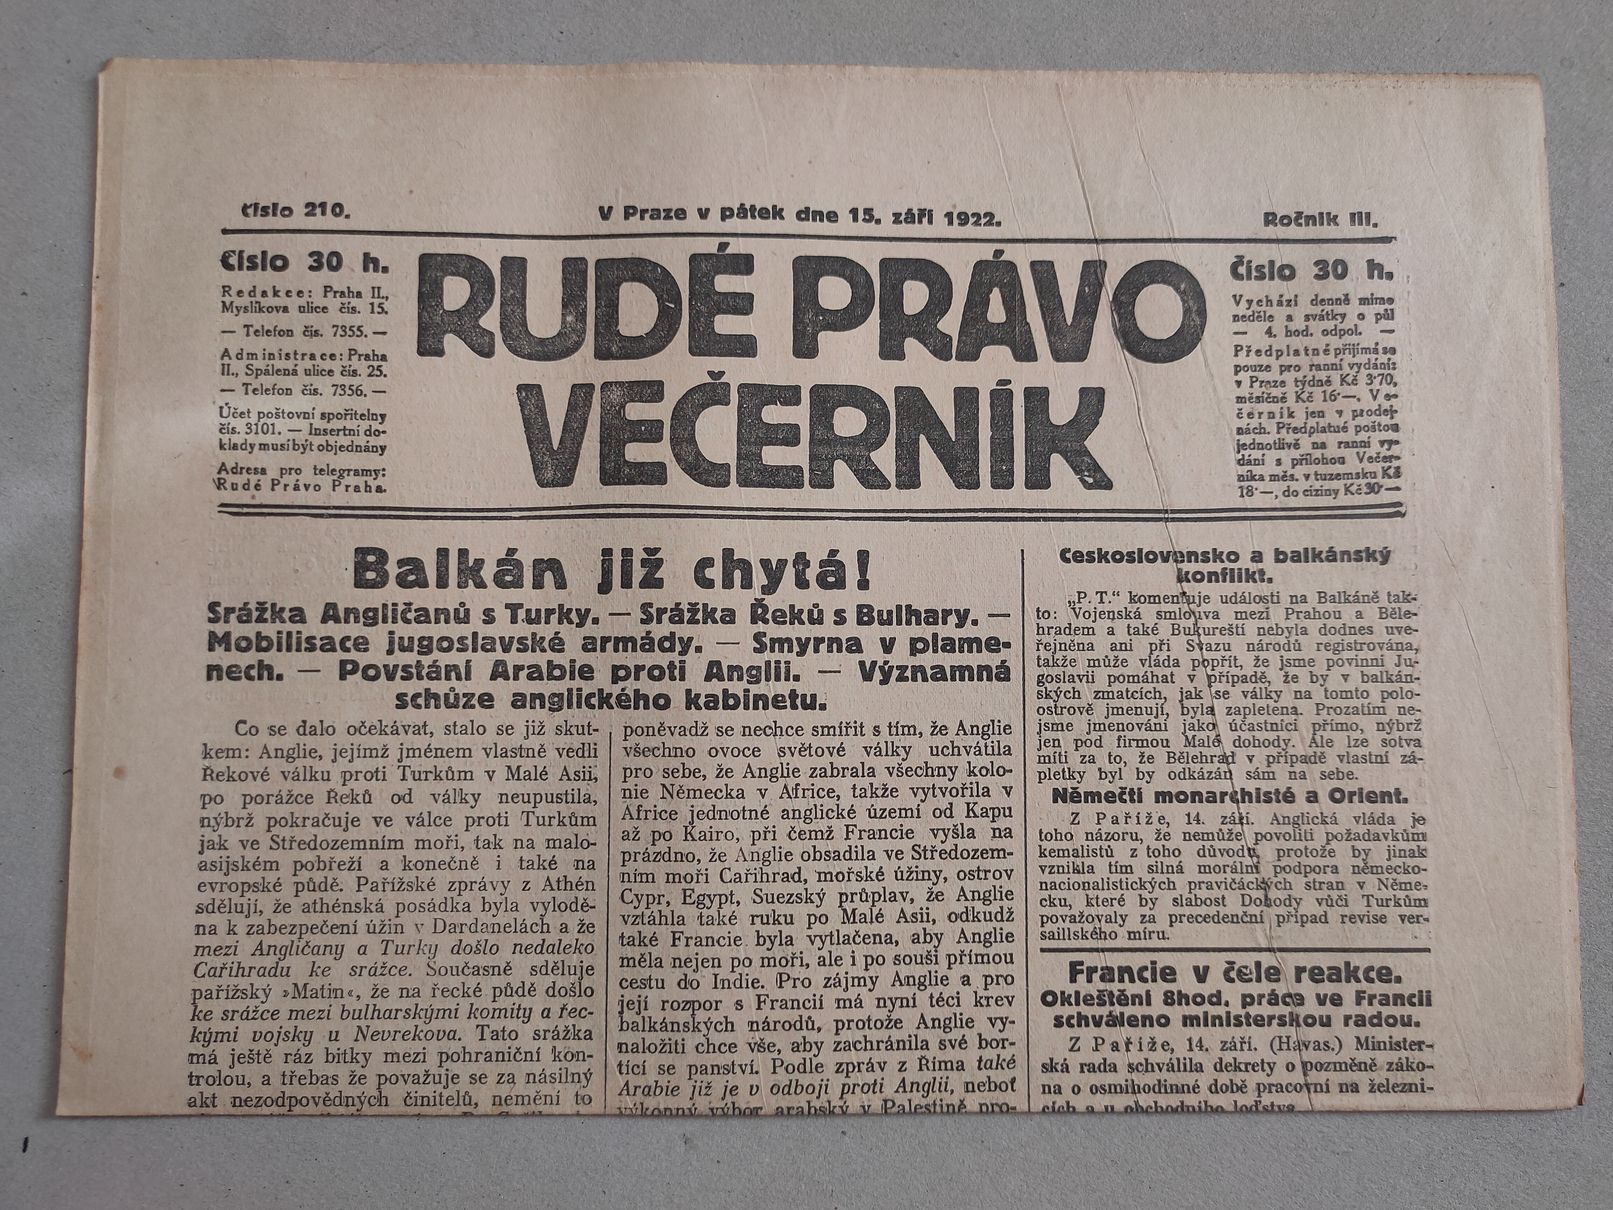 Číslo 210.
V Praze v pátek dne 15. září 1922.
Ročník III.
Číslo 30 h.
Redakce: Praha II.,
Myslíkova ulice čís. 15.
— Telefon čjs. 7355. —
Administrace: Praha
II., Spálená ulice čís. 25.
— Telefon čís. 7356. —
Účet poštovní spořitelny
čís. 3101. — Insertní do-
klady musí být objednány
Adresa pro telegramy:
Rudé Právo Praha.
RUDÉ PRÁVO
VEČERNÍK
Číslo 30 h.
Vychází denně mimo
neděle a svátky o půl
— 4. hod. odpol. —
Předplatné přijímá se
pouze pro ranní vydání:
v Praze týdně Kč 3·70,
měsíčně Kč 16·—. Ve-
černík jen v prodej-
nách. Předplatué poštou
jednotlivě na ranní vy-
dání s přílohou Večer-
níka měs. v tuzemsku Kč
18·—, do ciziny Kč 30·—
Balkán již chytá!
Srážka Angličanů s Turky. — Srážka Řeků s Bulhary. —
Mobilisace jugoslavské armády. — Smyrna v plame-
nech. — Povstání Arabie proti Anglii. — Významná
schůze anglického kabinetu.
Co se dalo očekávat, stalo se již skut-
kem: Anglie, jejímž jménem vlastně vedli
Řekové válku proti Turkům v Malé Asii,
po porážce Řeků od války neupustila,
nýbrž pokračuje ve válce proti Turkům
jak ve Středozemním moři, tak na malo-
asijském pobřeží a konečně i také na
evropské půdě. Pařížské zprávy z Athén
sdělují, že athénská posádka byla vylodě-
na k zabezpečení úžin v Dardanelách a že
mezi Angličany a Turky došlo nedaleko
Cařihradu ke srážce. Současně sděluje
pařížský »Matin«, že na řecké půdě došlo
ke srážce mezi bulharskými komity a řec-
kými vojsky u Nevrekova. Tato srážka
má ještě ráz bitky mezi pohraniční kon-
trolou, a třebas že považuje se za násilný
akt nezodpovědných činitelů, nemění to
poněvadž se nechce smířit s tím, že Anglie
všechno ovoce světové války uchvátila
pro sebe, že Anglie zabrala všechny kolo-
nie Německa v Africe, takže vytvořila v
Africe jednotné anglické území od Kapu
až po Kairo, při čemž Francie vyšla na
prázdno, že Anglie obsadila ve Středozem-
ním moři Cařihrad, mořské úžiny, ostrov
Cypr, Egypt, Suezský průplav, že Anglie
vztáhla také ruku po Malé Asii, odkudž
také Francie byla vytlačena, aby Anglie
měla nejen po moři, ale i po souši přímou
cestu do Indie. Pro zájmy Anglie a pro
její rozpor s Francií má nyní téci krev
balkánských národů, protože Anglie vy-
naložiti chce vše, aby zachránila své bor-
tící se panství. Podle zpráv z Říma také
Arabie již je v odboji proti Anglii, neboť
výkonný výbor arabský v Palestině pro-
Československo a balkánský
konflikt.
„P. T." komentuje události na Balkáně tak-
to: Vojenská smlouva mezi Prahou a Běle-
hradem a také Bukureští nebyla dodnes uve-
řejněna ani při Svazu národů registrována,
takže může vláda popřít, že jsme povinni Ju-
goslavii pomáhat v případě, že by v balkán-
ských zmatcích, jak se války na tomto polo-
ostrově jmenují, byla zapletena. Prozatím ne-
jsme jmenováni jako účastníci přímo, nýbrž
jen pod firmou Malé dohody. Ale lze sotva
míti za to, že Bělehrad v případě vlastní zá-
pletky byl by odkázán sám na sebe.
Němečtí monarchisté a Orient.
Z Paříže, 14. září. Anglická vláda je
toho názoru, že nemůže povoliti požadavkům
kemalistů z toho důvodu, protože by jinak
vznikla tím silná morální podpora německo-
nacionalistických pravičáckých stran v Něme-
cku, které by slabost Dohody vůči Turkům
považovaly za precedenční případ revise ver-
saillského míru.
Francie v čele reakce.
Okleštění 8hod. práce ve Francii
schváleno ministerskou radou.
Z Paříže, 14. září. (Havas.) Minister-
ská rada schválila dekrety o pozměně záko-
na o osmihodinné době pracovní na železni-
cích a u obchodního loďstva.